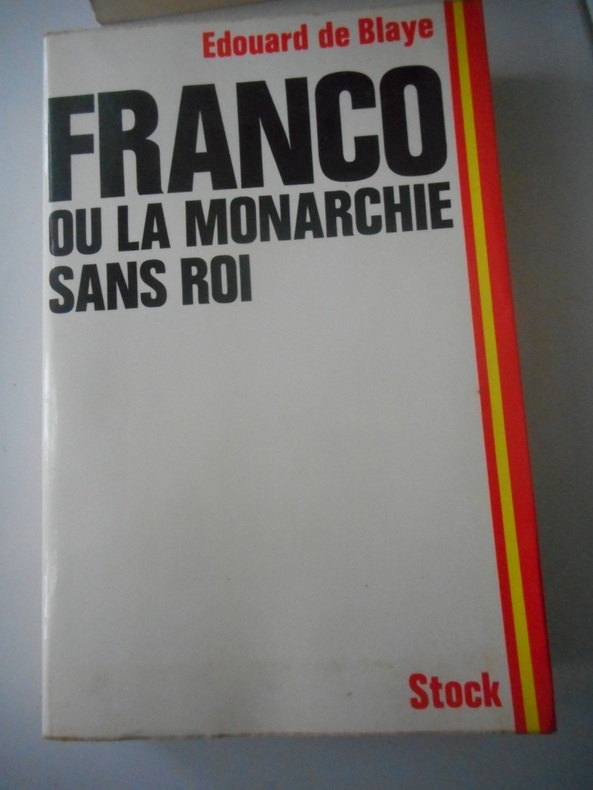 Edouard de Blaye
FRANCO
OU LA MONARCHIE
SANS ROI
Stock